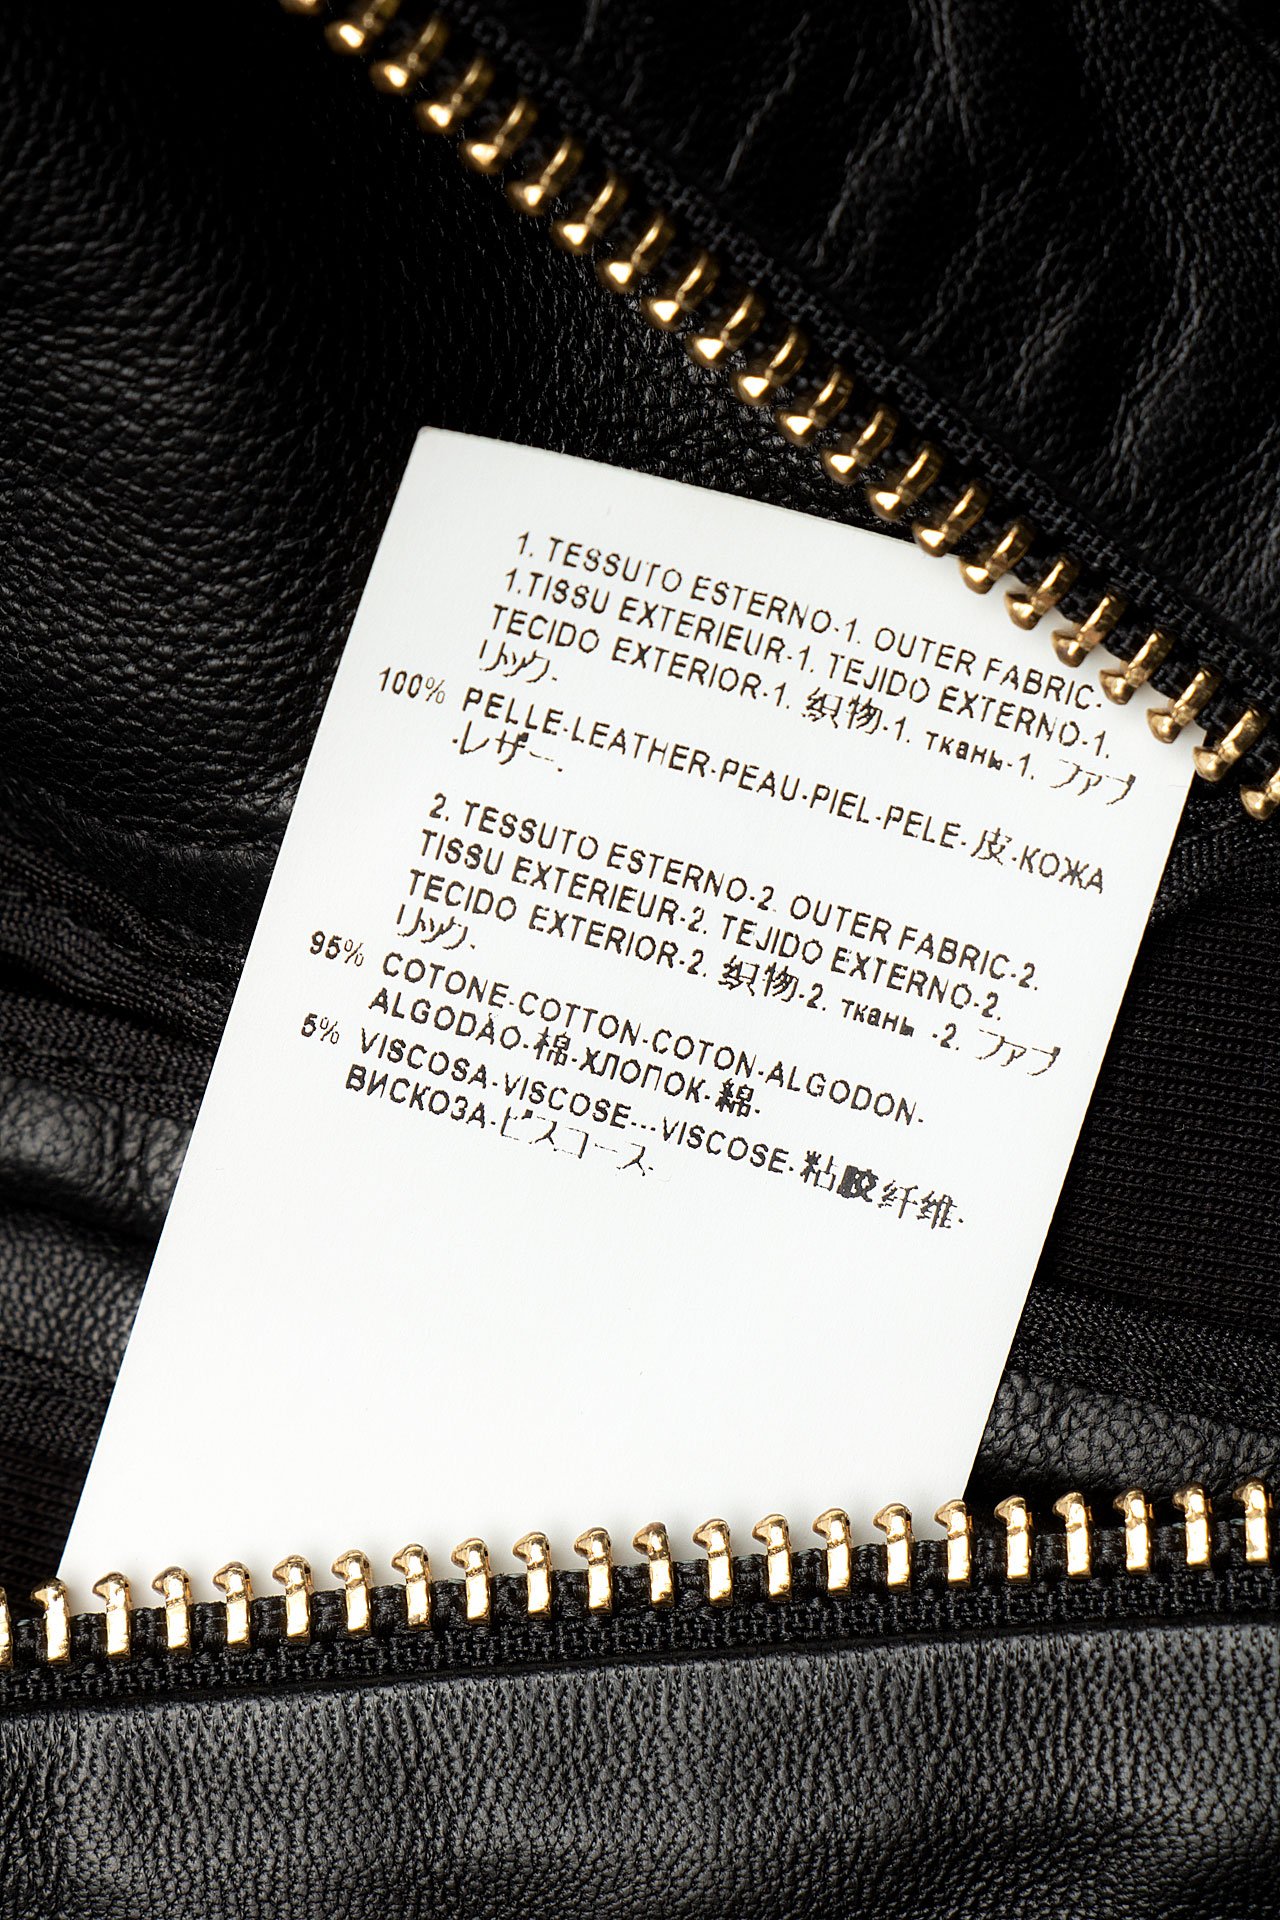 1. TESSUTO ESTERNO-1. OUTER FABRIC-
1.TISSU EXTERIEUR-1. TEJIDO EXTERNO-1.
TECIDO EXTERIOR-1. 织物-1. ткань-1. ファブ
リック.
100% PELLE-LEATHER-PEAU-PIEL-PELE- 皮-КОЖА
-レザー.
2. TESSUTO ESTERNO-2. OUTER FABRIC-2.
TISSU EXTERIEUR-2. TEJIDO EXTERNO-2.
TECIDO EXTERIOR-2. 织物-2. ткань -2. ファブ
リック.
95% COTONE-COTTON-COTON-ALGODON-
ALGODAO-棉-ХЛОПОК-綿-
5% VISCOSA-VISCOSE---VISCOSE-粘胶纤维-
ВИСКОЗА-ビスコース-